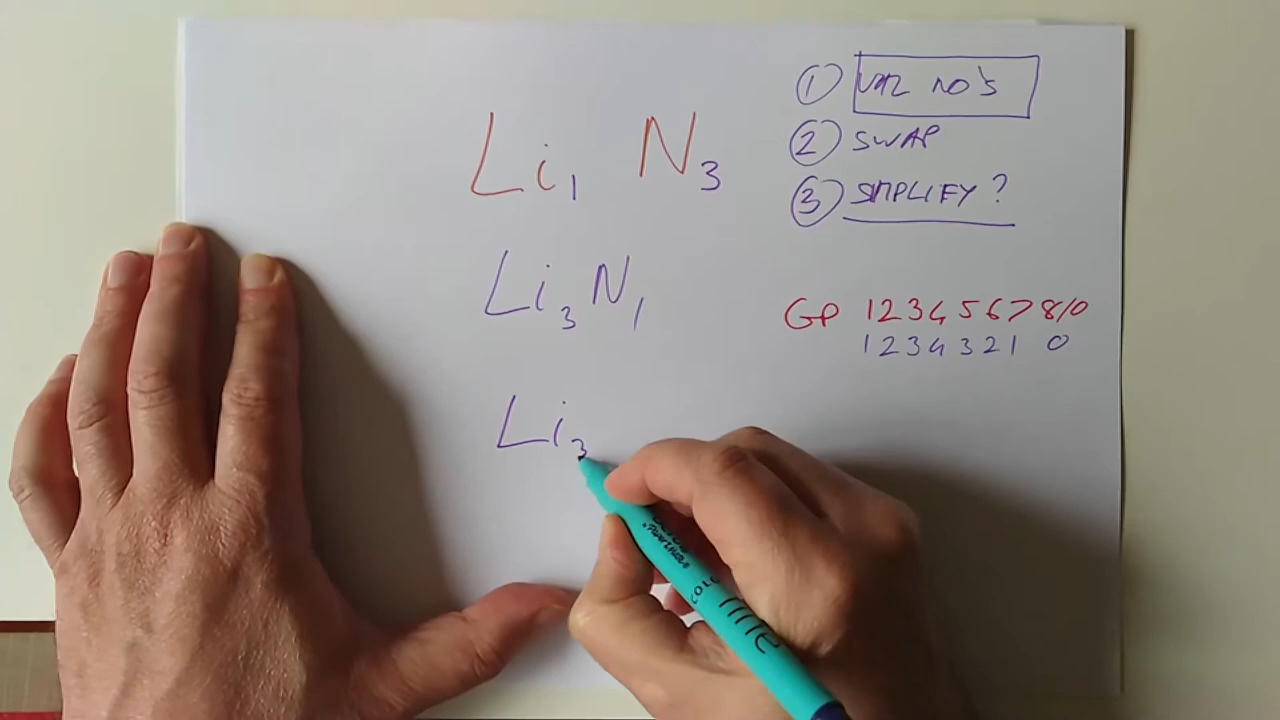 Li1 N3
① VAL NO'S
② SWAP
③ SIMPLIFY?
Li3N1
GP 1 2 3 4 5 6 7 8/0
1 2 3 4 3 2 1 0
Li3
COLO